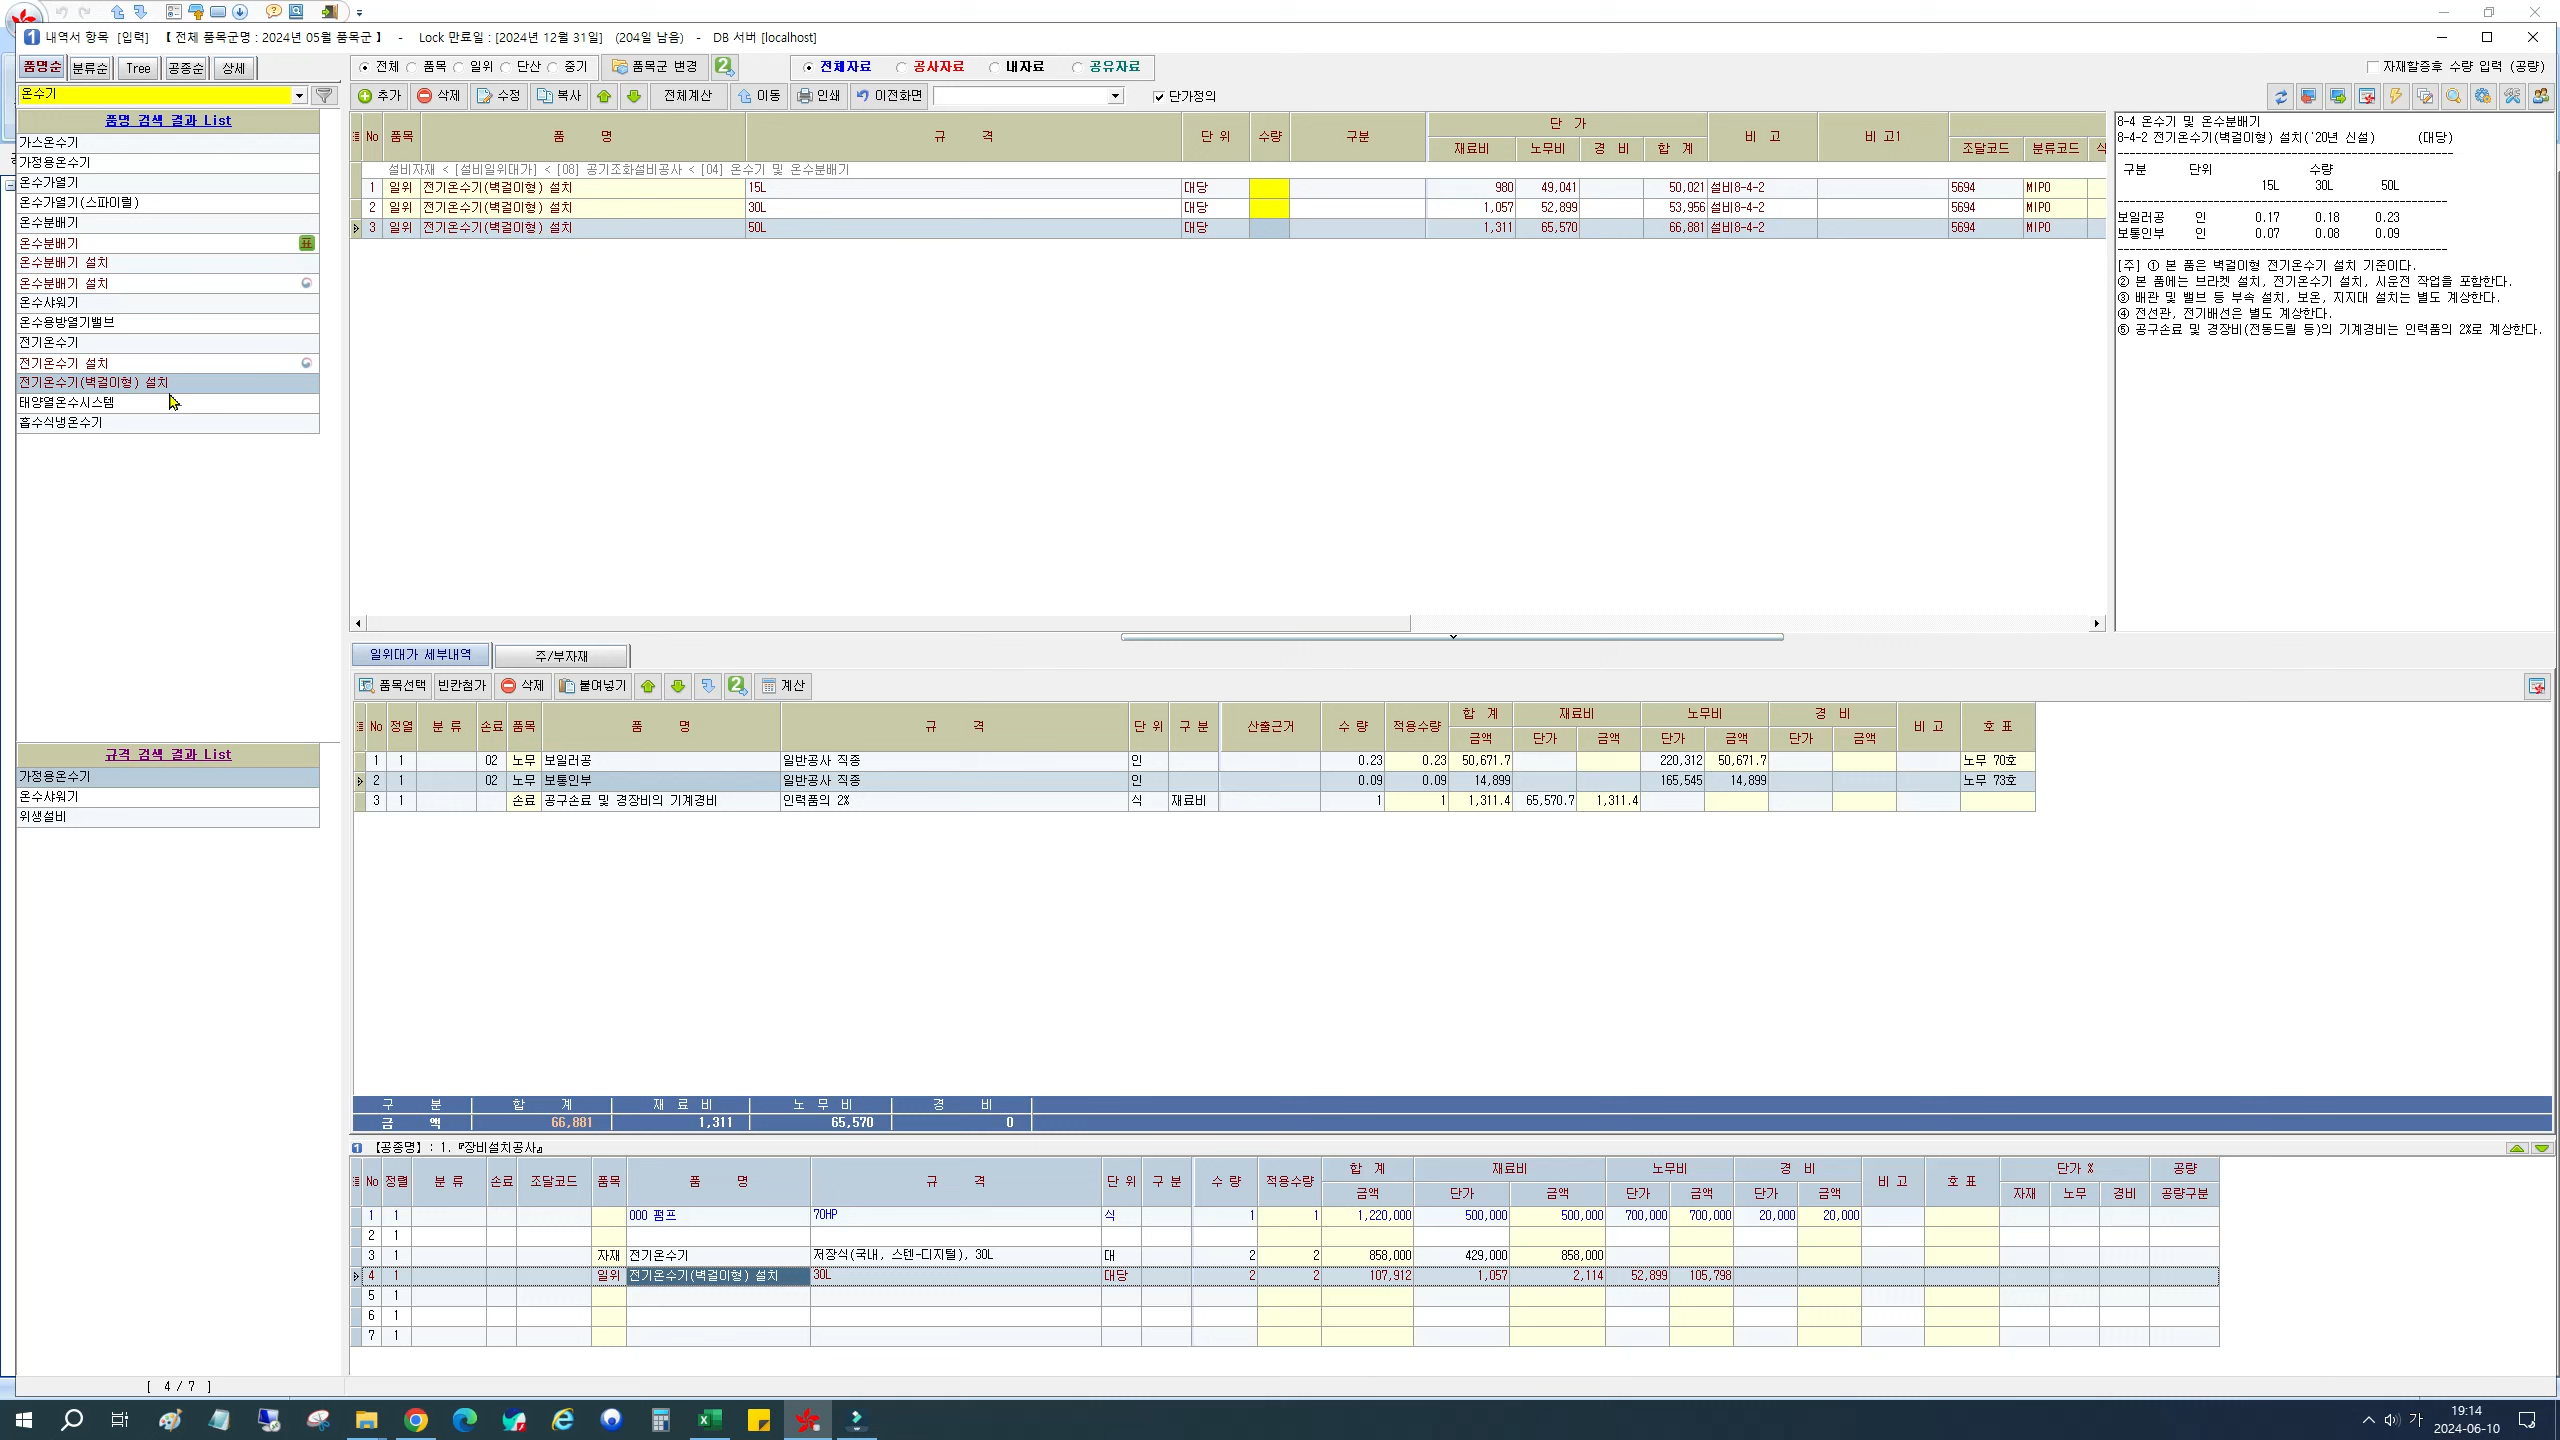 내역서 항목 [입력] 【 전체 품목군명 : 2024년 05월 품목군 】 - Lock 만료일 : [2024년 12월 31일] (204일 남음) - DB 서버 [localhost]
품명순 분류순 Tree 공종순 상세 전체 품목 일위 단산 중기 품목군 변경 전체자료 공사자료 내자료 공유자료 자재할증후 수량 입력 (공량)
온수기 추가 삭제 수정 복사 전체계산 이동 인쇄 이전화면 단가정의
품명 검색 결과 List
가스온수기
가정용온수기
온수가열기
온수가열기(스파이럴)
온수분배기
온수분배기
온수분배기 설치
온수분배기 설치
온수샤워기
온수용방열기밸브
전기온수기
전기온수기 설치
전기온수기(벽걸이형) 설치
태양열온수시스템
흡수식냉온수기
규격 검색 결과 List
가정용온수기
온수샤워기
위생설비
[ 4 / 7 ]
No 품목 품 명 규 격 단 위 수량 구분 단 가 비 고 비 고1
재료비 노무비 경 비 합 계 조달코드 분류코드
설비자재 < [설비일위대가] < [08] 공기조화설비공사 < [04] 온수기 및 온수분배기
1 일위 전기온수기(벽걸이형) 설치 15L 대당 980 49,041 50,021 설비8-4-2 5694 MIPO
2 일위 전기온수기(벽걸이형) 설치 30L 대당 1,057 52,899 53,956 설비8-4-2 5694 MIPO
3 일위 전기온수기(벽걸이형) 설치 50L 대당 1,311 65,570 66,881 설비8-4-2 5694 MIPO
8-4 온수기 및 온수분배기
8-4-2 전기온수기(벽걸이형) 설치('20년 신설) (대당)
구분 단위 수량
15L 30L 50L
보일러공 인 0.17 0.18 0.23
보통인부 인 0.07 0.08 0.09
[주] ① 본 품은 벽걸이형 전기온수기 설치 기준이다.
② 본 품에는 브라켓 설치, 전기온수기 설치, 시운전 작업을 포함한다.
③ 배관 및 밸브 등 부속 설치, 보온, 지지대 설치는 별도 계상한다.
④ 전선관, 전기배선은 별도 계상한다.
⑤ 공구손료 및 경장비(전동드릴 등)의 기계경비는 인력품의 2%로 계상한다.
일위대가 세부내역 주/부자재
품목선택 빈칸첨가 삭제 붙여넣기 계산
No 정열 분 류 손료 품목 품 명 규 격 단 위 구 분 산출근거 수 량 적용수량 합 계 재료비 노무비 경 비 비 고 호 표
금액 단가 금액 단가 금액 단가 금액
1 1 02 노무 보일러공 일반공사 직종 인 0.23 0.23 50,671.7 220,312 50,671.7 노무 70호
2 1 02 노무 보통인부 일반공사 직종 인 0.09 0.09 14,899 165,545 14,899 노무 73호
3 1 손료 공구손료 및 경장비의 기계경비 인력품의 2% 식 재료비 1 1 1,311.4 65,570.7 1,311.4
구 분 합 계 재 료 비 노 무 비 경 비
금 액 66,881 1,311 65,570 0
【공종명】 : 1. 『장비설치공사』
No 정렬 분 류 손료 조달코드 품목 품 명 규 격 단 위 구 분 수 량 적용수량 합 계 재료비 노무비 경 비 비 고 호 표 단가 % 공량
금액 단가 금액 단가 금액 단가 금액 자재 노무 경비 공량구분
1 1 000 펌프 70HP 식 1 1 1,220,000 500,000 500,000 700,000 700,000 20,000 20,000
2 1
3 1 자재 전기온수기 저장식(국내, 스텐-디지털), 30L 대 2 2 858,000 429,000 858,000
4 1 일위 전기온수기(벽걸이형) 설치 30L 대당 2 2 107,912 1,057 2,114 52,899 105,798
5 1
6 1
7 1
가 19:14
2024-06-10